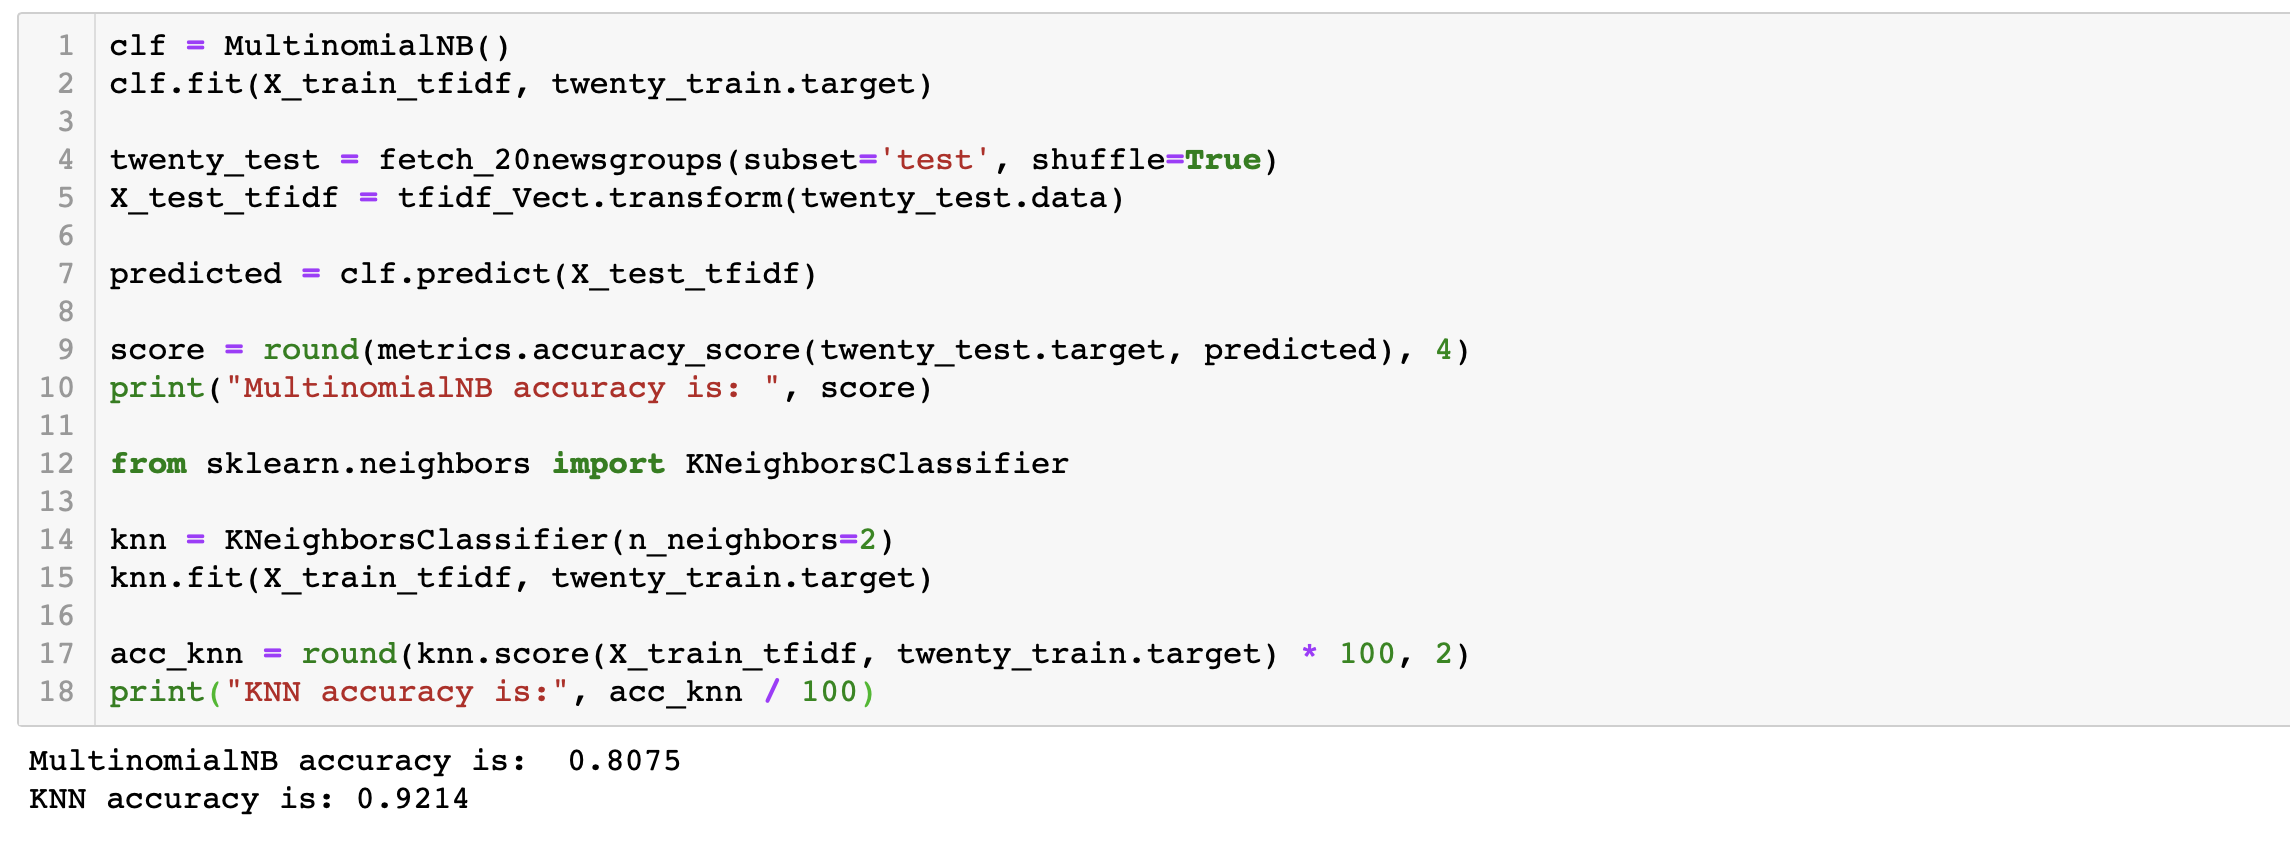 1 clf = MultinomialNB()
2 clf.fit(X_train_tfidf, twenty_train.target)
3
4 twenty_test = fetch_20newsgroups(subset='test', shuffle=True)
5 X_test_tfidf = tfidf_Vect.transform(twenty_test.data)
6
7 predicted = clf.predict(X_test_tfidf)
8
9 score = round(metrics.accuracy_score(twenty_test.target, predicted), 4)
10 print("MultinomialNB accuracy is: ", score)
11
12 from sklearn.neighbors import KNeighborsClassifier
13
14 knn = KNeighborsClassifier(n_neighbors=2)
15 knn.fit(X_train_tfidf, twenty_train.target)
16
17 acc_knn = round(knn.score(X_train_tfidf, twenty_train.target) * 100, 2)
18 print("KNN accuracy is:", acc_knn / 100)
MultinomialNB accuracy is:  0.8075
KNN accuracy is: 0.9214